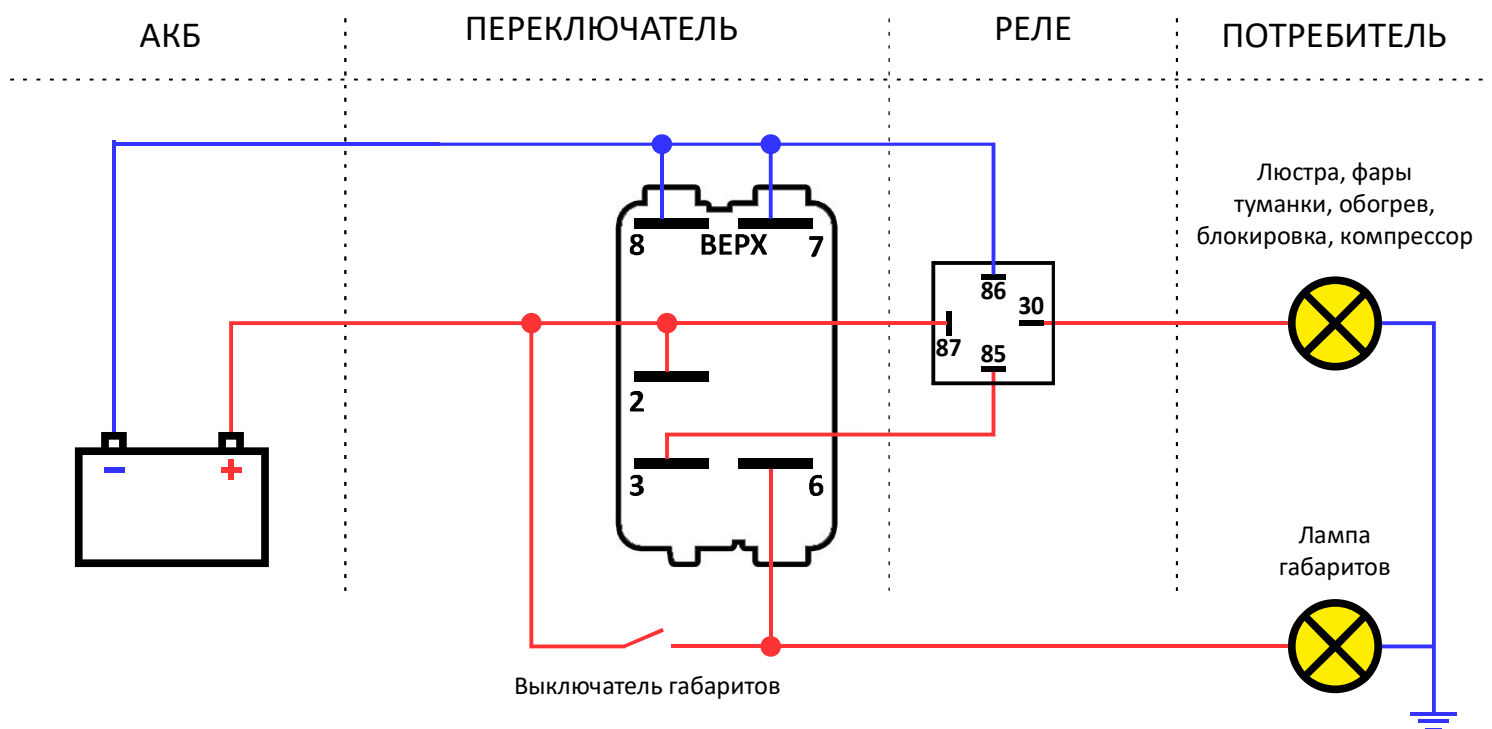 АКБ
ПЕРЕКЛЮЧАТЕЛЬ
РЕЛЕ
ПОТРЕБИТЕЛЬ
Люстра, фары
туманки, обогрев,
блокировка, компрессор
8 ВЕРХ 7
86
30
87
85
2
3
6
− +
Лампа
габаритов
Выключатель габаритов